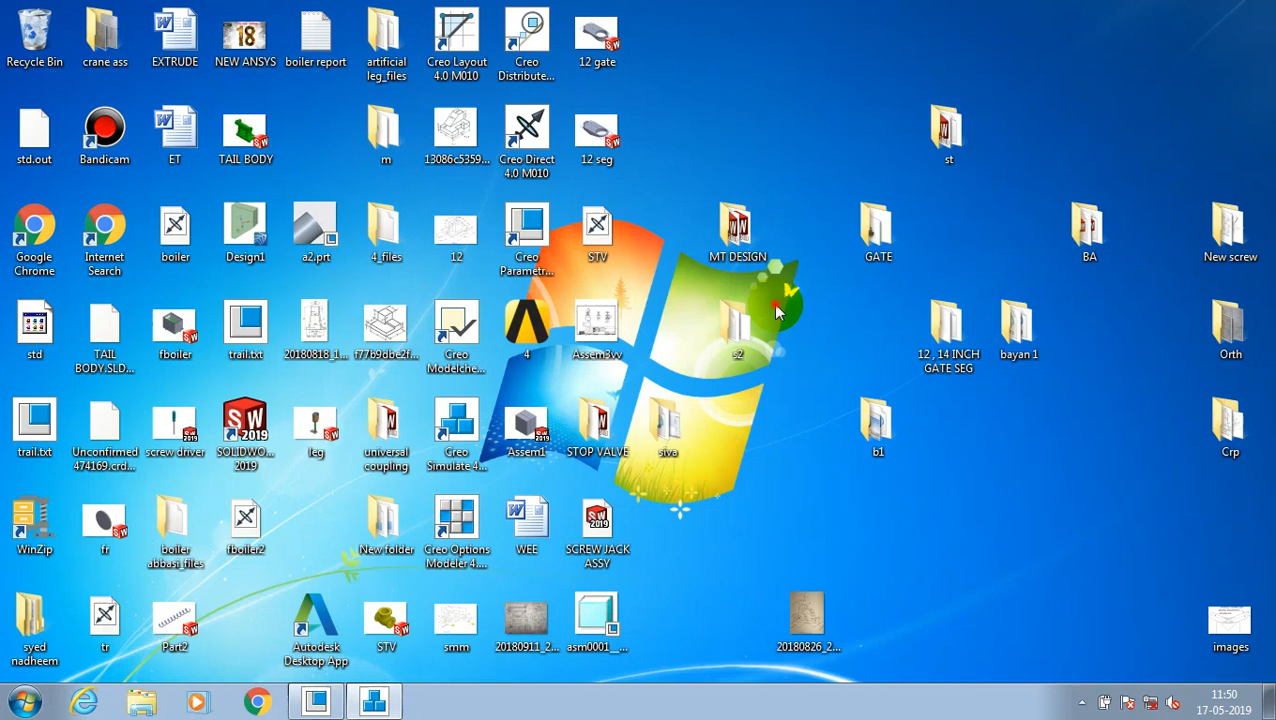 Recycle Bin
crane ass
EXTRUDE
NEW ANSYS
boiler report
artificial
leg_files
Creo Layout
4.0 M010
Creo
Distribute...
12 gate
std.out
Bandicam
ET
TAIL BODY
m
13086c5359...
Creo Direct
4.0 M010
12 seg
st
Google
Chrome
Internet
Search
boiler
Design1
a2.prt
4_files
12
Creo
Parametr...
STV
MT DESIGN
GATE
BA
New screw
std
TAIL
BODY.SLD...
fboiler
trail.txt
20180818_1...
f77b9dbe2f...
Creo
Modelche...
4
Assem3vv
s2
12 , 14 INCH
GATE SEG
bayan 1
Orth
trail.txt
Unconfirmed
474169.crd...
screw driver
SOLIDWO...
2019
leg
universal
coupling
Creo
Simulate 4....
Assem1
STOP VALVE
siva
b1
Crp
WinZip
fr
boiler
abbasi_files
fboiler2
New folder
Creo Options
Modeler 4....
WEE
SCREW JACK
ASSY
syed
nadheem
tr
Part2
Autodesk
Desktop App
STV
smm
20180911_2...
asm0001__...
20180826_2...
images
11:50
17-05-2019